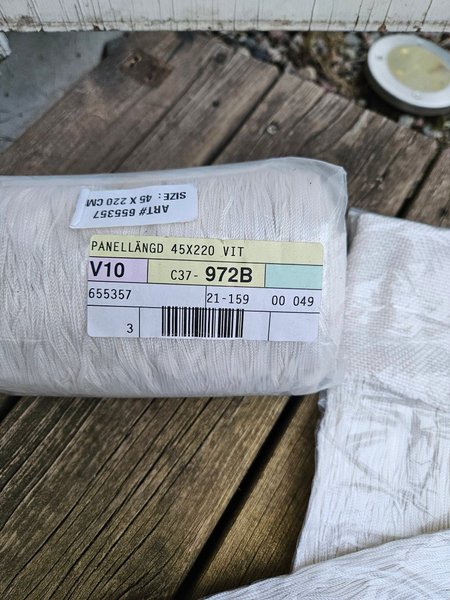 ART# 655357
SIZE : 45 X 220 CM
PANELLÄNGD 45X220 VIT
V10 C37- 972B
655357 21-159 00 049
3